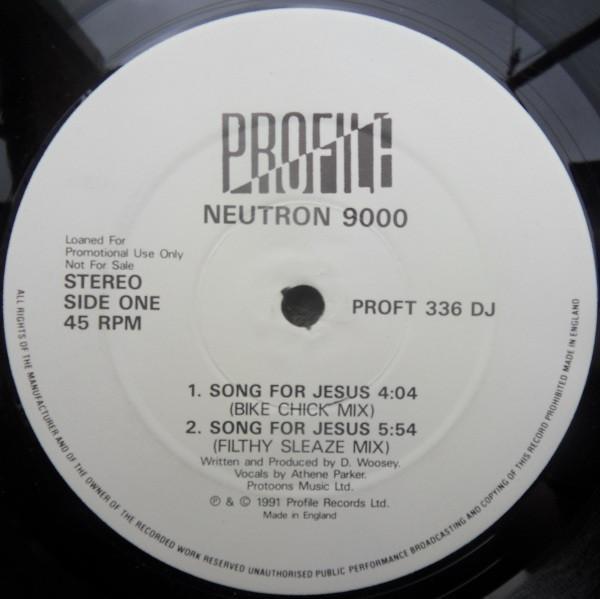 PROFILE
NEUTRON 9000
Loaned For
Promotional Use Only
Not For Sale
STEREO
SIDE ONE
45 RPM
PROFT 336 DJ
1. SONG FOR JESUS 4:04
(BIKE CHICK MIX)
2. SONG FOR JESUS 5:54
(FILTHY SLEAZE MIX)
Written and Produced by D. Woosey.
Vocals by Athene Parker.
Protoons Music Ltd.
℗ & © 1991 Profile Records Ltd.
Made in England
ALL RIGHTS OF THE MANUFACTURER AND OF THE OWNER OF THE RECORDED WORK RESERVED UNAUTHORISED PUBLIC PERFORMANCE BROADCASTING AND COPYING OF THIS RECORD PROHIBITED MADE IN ENGLAND